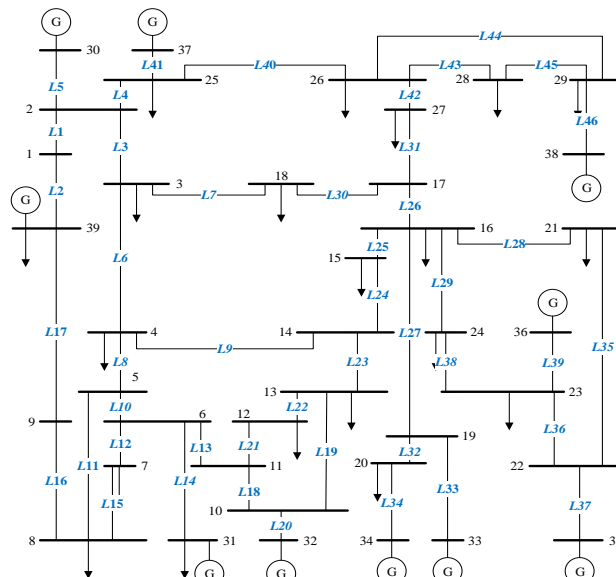 G G
L44
30 37
L41 L40 L43 L45
L5 L4 25 26 28 29
L42
2 27 L46
L1 L3 L31
1 38
G L2 3 18 17 G
L7 L30
L26
39 16 21
L25 L28
L6 15
L24 L29 G
L17 L27
4 14 24 36
L8 L9 L23 L38 L39 L35
5 13 23
L10 L22
9 6 12 L36
L12 L13 L21 L19 19
L11 7 11 20 L32 22
L16 L15 L14 L18 L34 L33 L37
10
L20
8 31 32 34 33 3
G G G G G